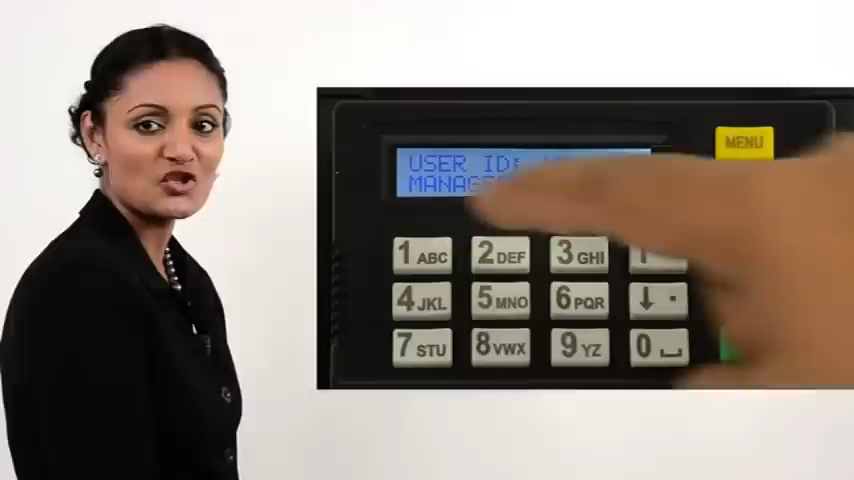 USER ID:
MENU
1 ABC 2 DEF 3 GHI
4 JKL 5 MNO 6 PQR
7 STU 8 VWX 9 YZ 0